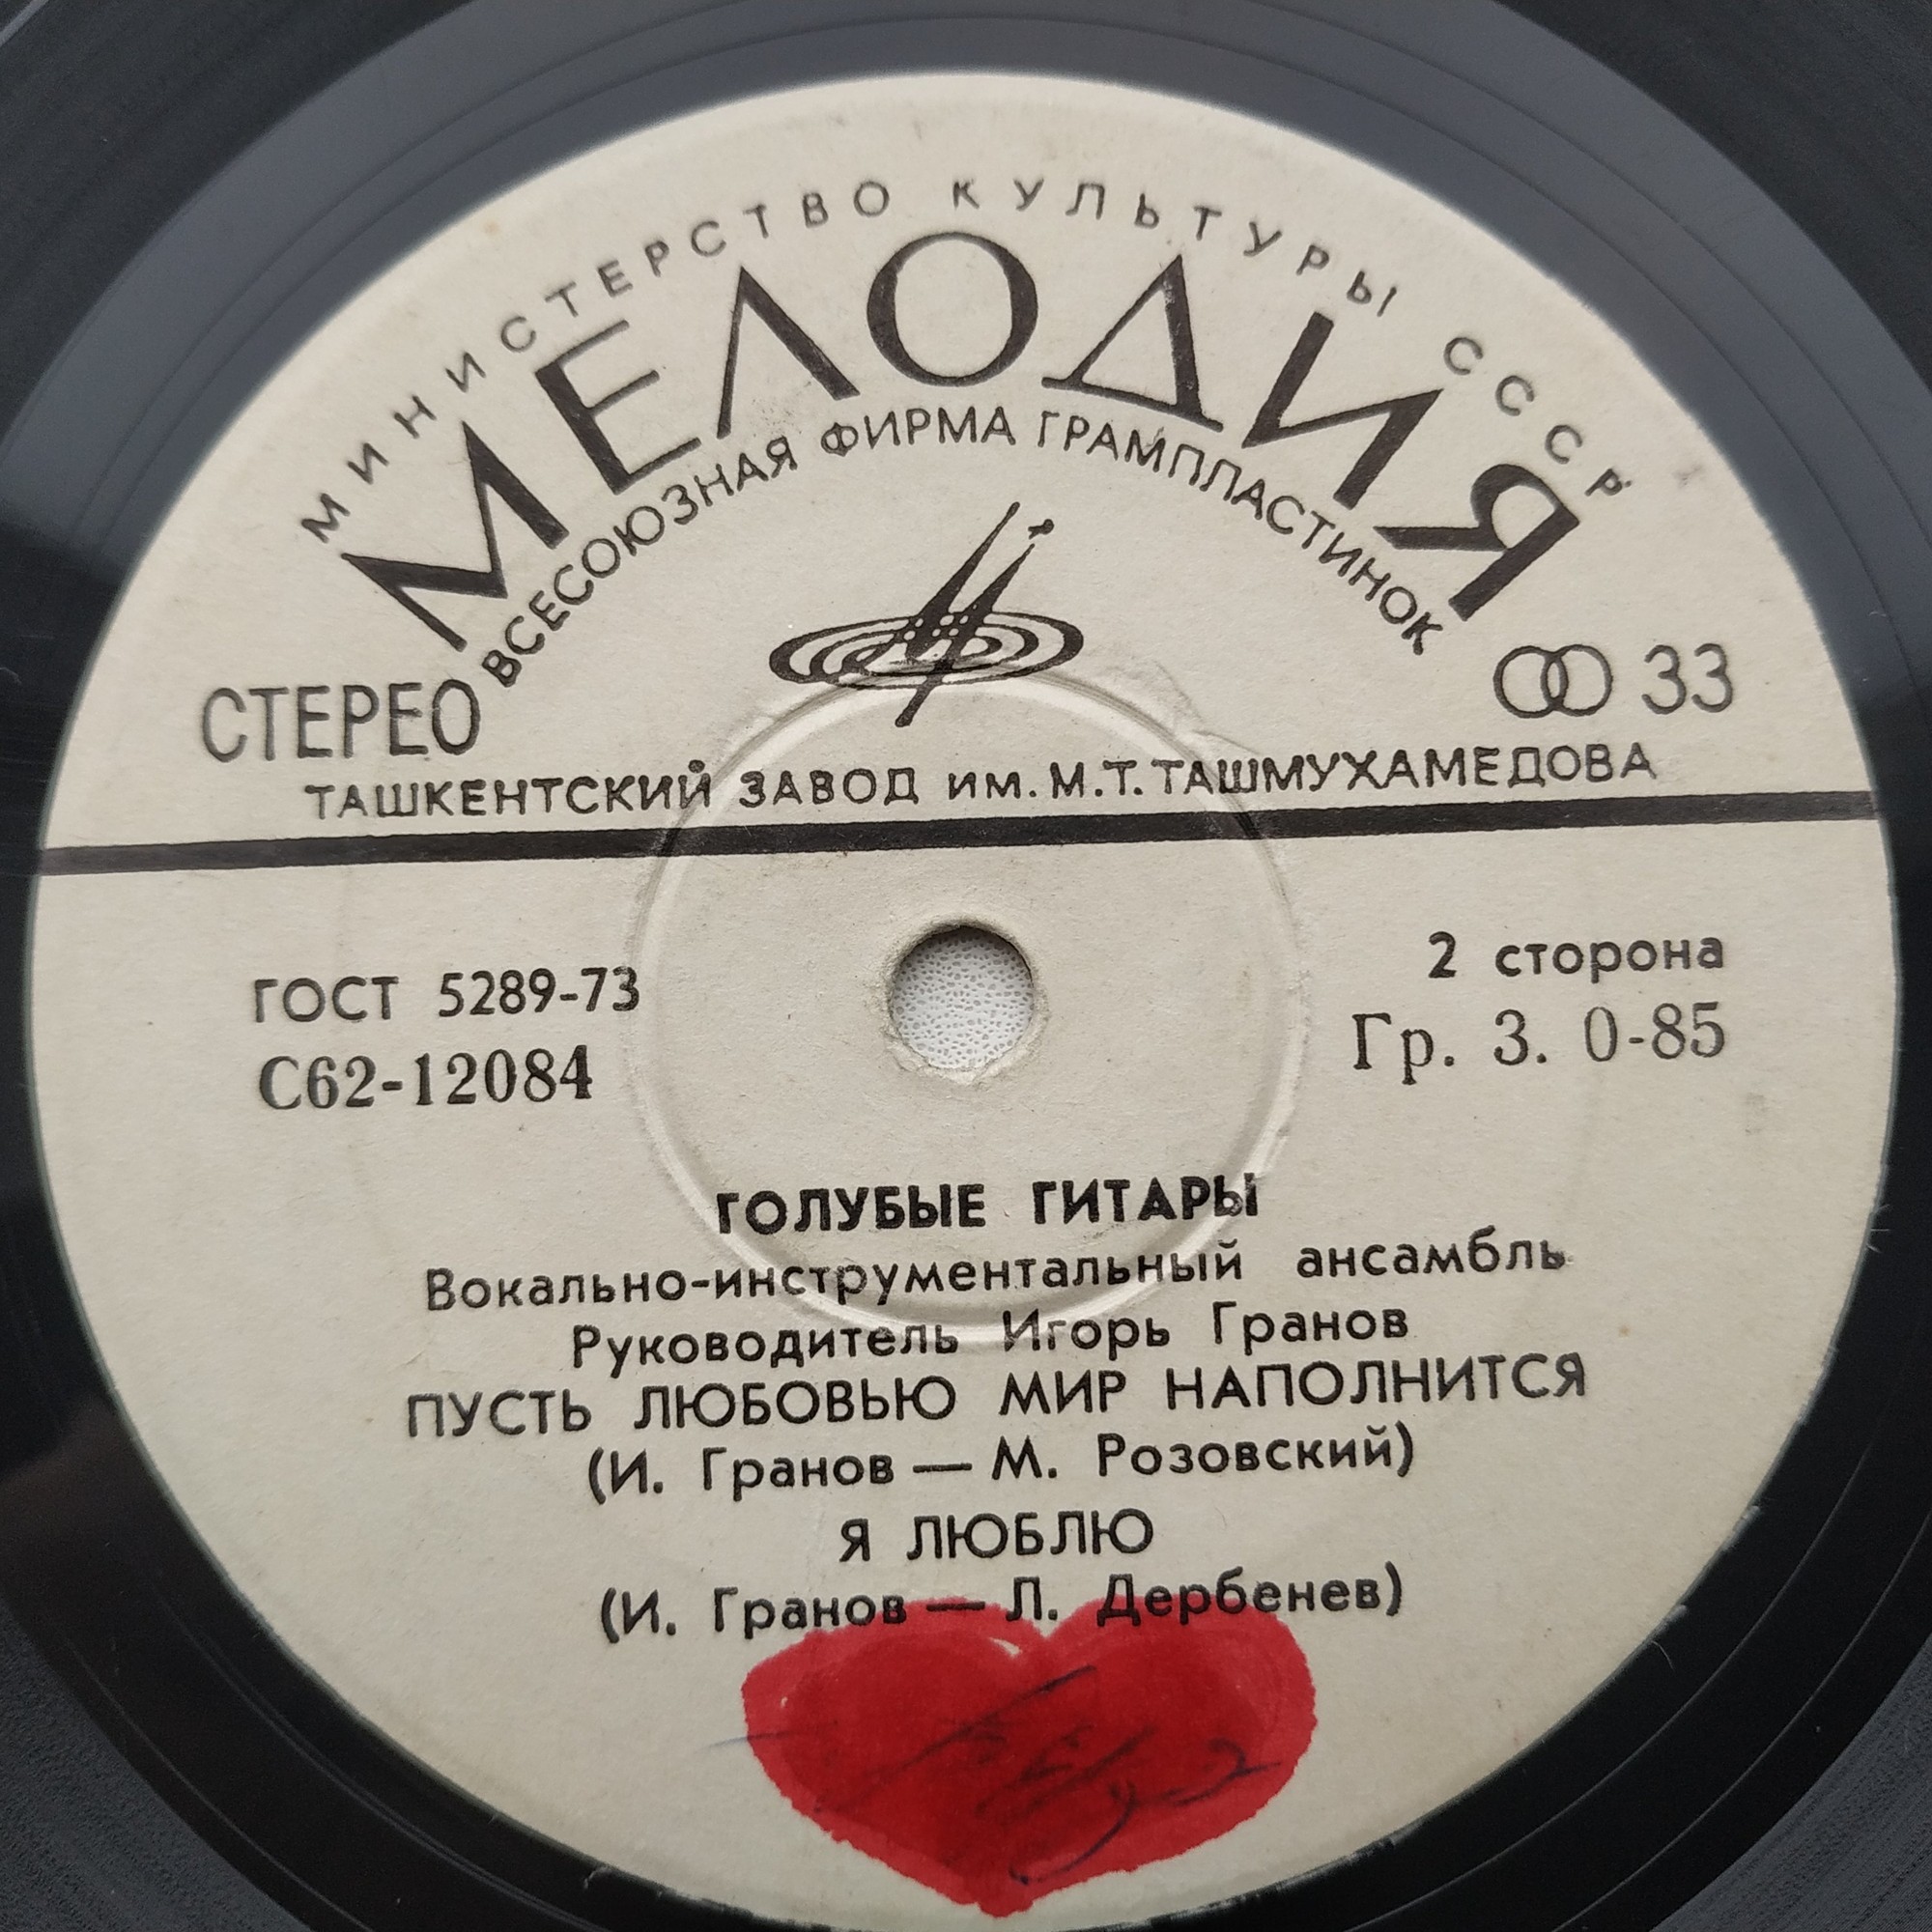 МИНИСТЕРСТВО КУЛЬТУРЫ СССР
МЕЛОДИЯ
ВСЕСОЮЗНАЯ ФИРМА ГРАМПЛАСТИНОК
СТЕРЕО 33
ТАШКЕНТСКИЙ ЗАВОД им. М.Т. ТАШМУХАМЕДОВА
ГОСТ 5289-73 2 сторона
С62-12084 Гр. 3. 0-85
ГОЛУБЫЕ ГИТАРЫ
Вокально-инструментальный ансамбль
Руководитель Игорь Гранов
ПУСТЬ ЛЮБОВЬЮ МИР НАПОЛНИТСЯ
(И. Гранов — М. Розовский)
Я ЛЮБЛЮ
(И. Гранов — Л. Дербенев)